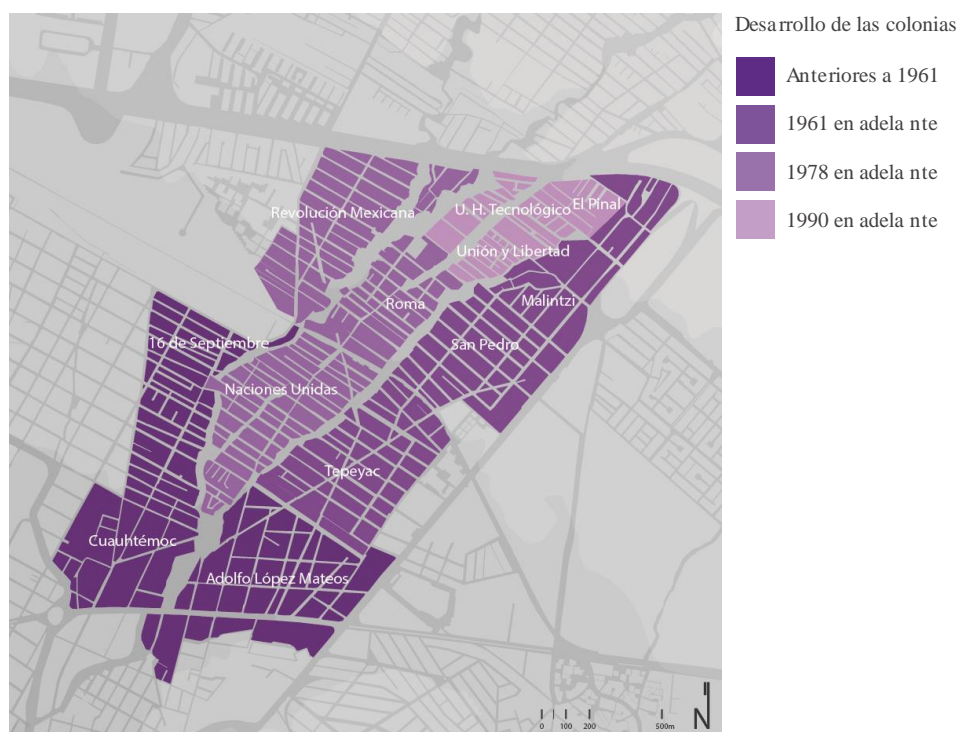 Desarrollo de las colonias
Anteriores a 1961
1961 en adela nte
1978 en adela nte
1990 en adela nte
Revolución Mexicana
U. H. Tecnológico
El Pinal
Unión y Libertad
Malintzi
Roma
San Pedro
16 de Septiembre
Naciones Unidas
Tepeyac
Cuauhtémoc
Adolfo López Mateos
0 100 200 500m
N